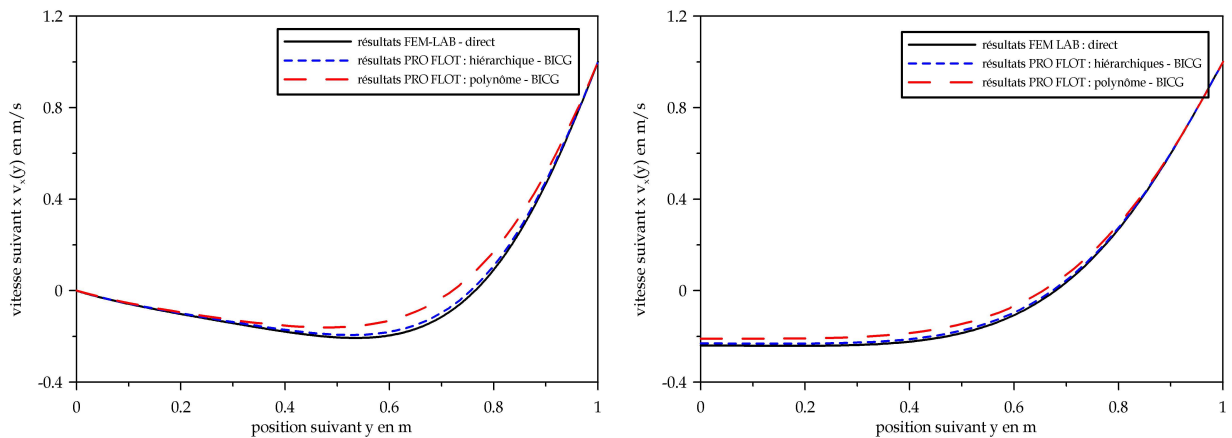 1.2
0.8
0.4
0
-0.4
vitesse suivant x vx(y) en m/s
résultats FEM-LAB - direct
résultats PRO FLOT : hiérarchique - BICG
résultats PRO FLOT : polynôme - BICG
0 0.2 0.4 0.6 0.8 1
position suivant y en m
1.2
0.8
0.4
0
-0.4
vitesse suivant x vx(y) en m/s
résultats FEM LAB : direct
résultats PRO FLOT : hiérarchiques - BICG
résultats PRO FLOT : polynôme - BICG
0 0.2 0.4 0.6 0.8 1
position suivant y en m